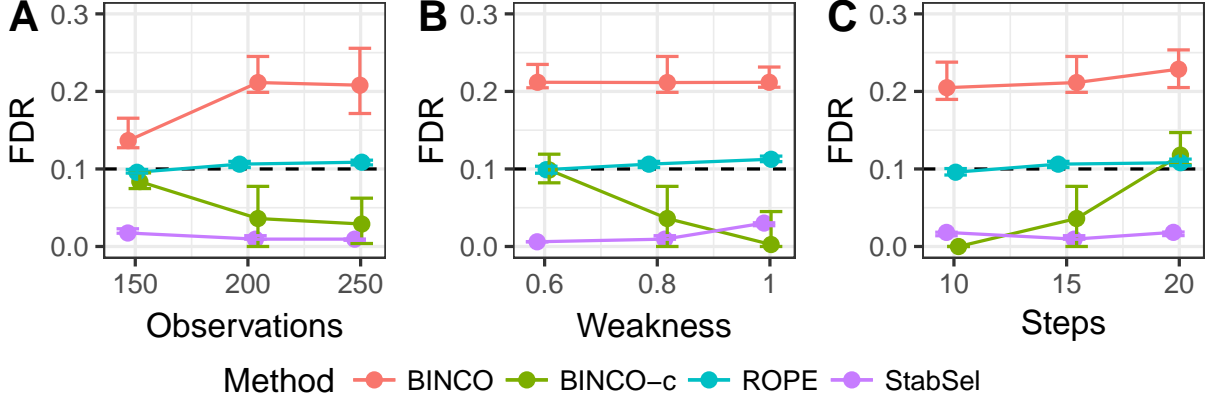 A
B
C
0.3
0.2
0.1
0.0
FDR
150
200
250
Observations
0.3
0.2
0.1
0.0
FDR
0.6
0.8
1
Weakness
0.3
0.2
0.1
0.0
FDR
10
15
20
Steps
Method BINCO BINCO−c ROPE StabSel